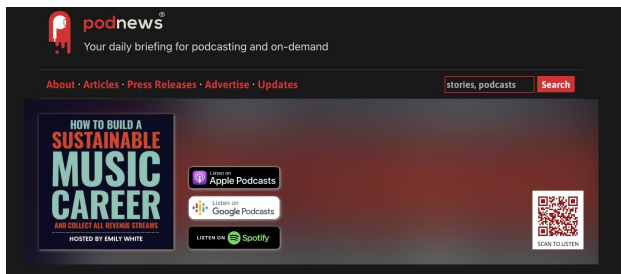 podnews®
Your daily briefing for podcasting and on-demand
About · Articles · Press Releases · Advertise · Updates
stories, podcasts
Search
HOW TO BUILD A
SUSTAINABLE
MUSIC
CAREER
AND COLLECT ALL REVENUE STREAMS
HOSTED BY EMILY WHITE
Listen on
Apple Podcasts
Listen on
Google Podcasts
LISTEN ON Spotify
SCAN TO LISTEN